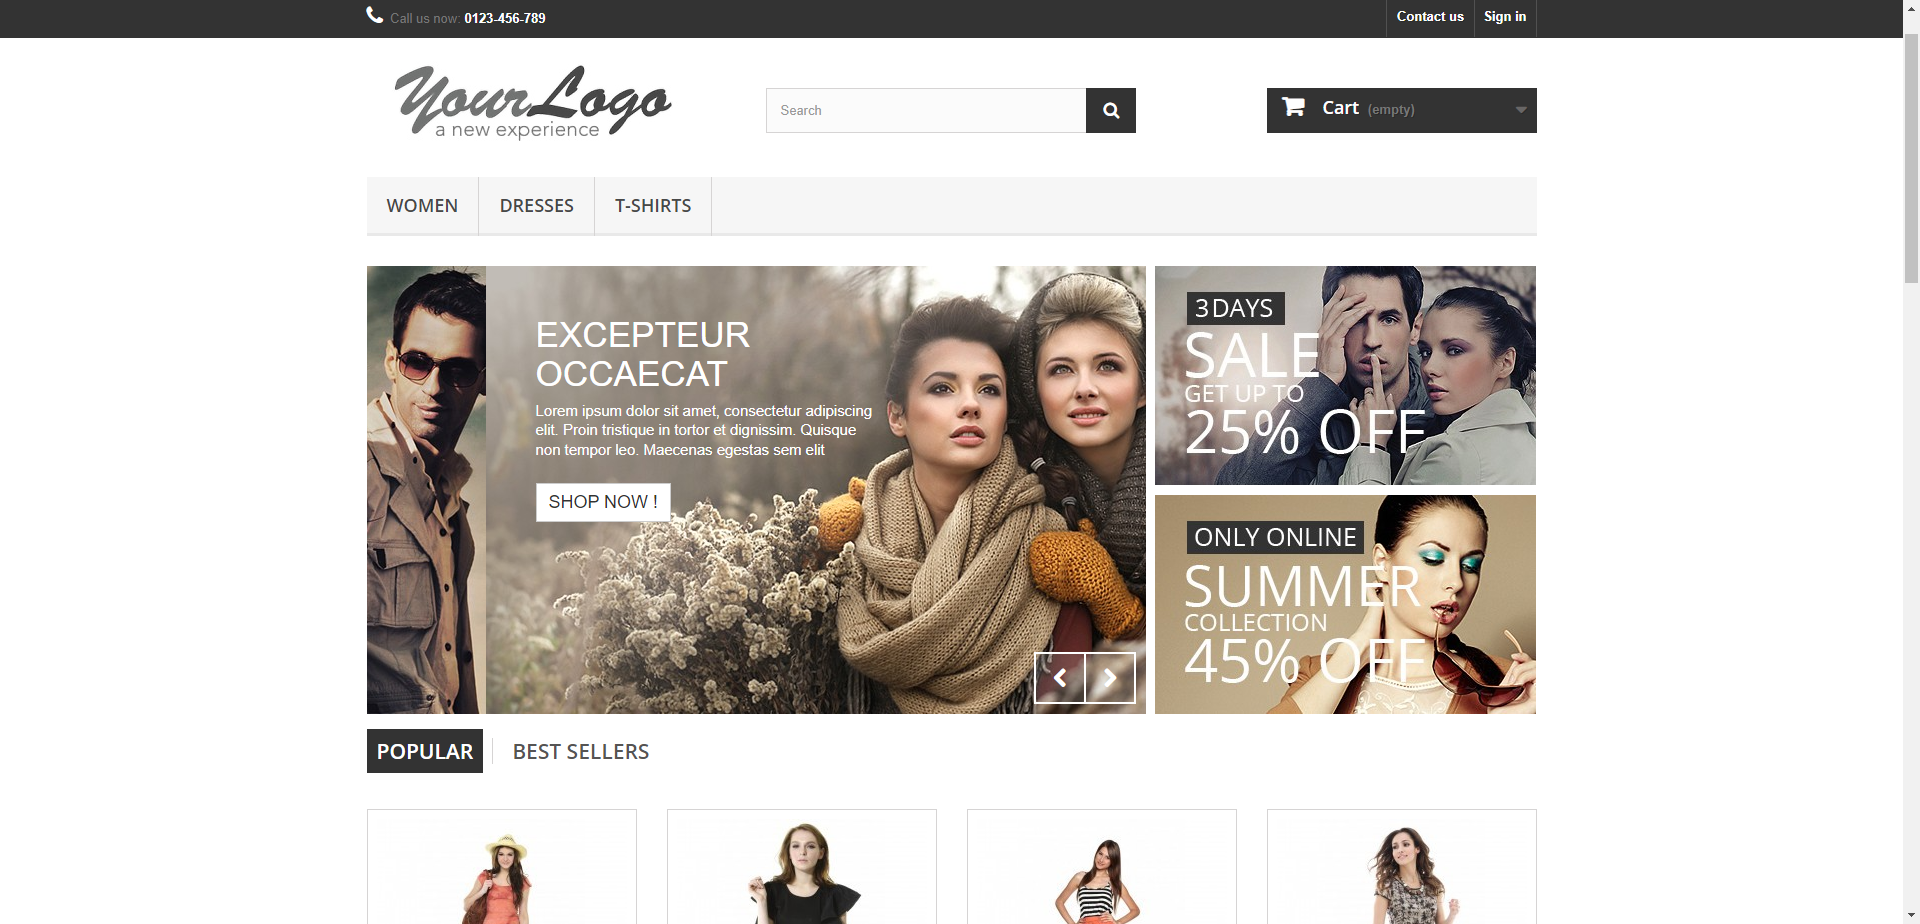 Call us now: 0123-456-789
Contact us
Sign in
YourLogo
a new experience
Search
Cart (empty)
WOMEN
DRESSES
T-SHIRTS
EXCEPTEUR
OCCAECAT
Lorem ipsum dolor sit amet, consectetur adipiscing
elit. Proin tristique in tortor et dignissim. Quisque
non tempor leo. Maecenas egestas sem elit
SHOP NOW !
3 DAYS
SALE
GET UP TO
25% OFF
ONLY ONLINE
SUMMER
COLLECTION
45% OFF
POPULAR
BEST SELLERS